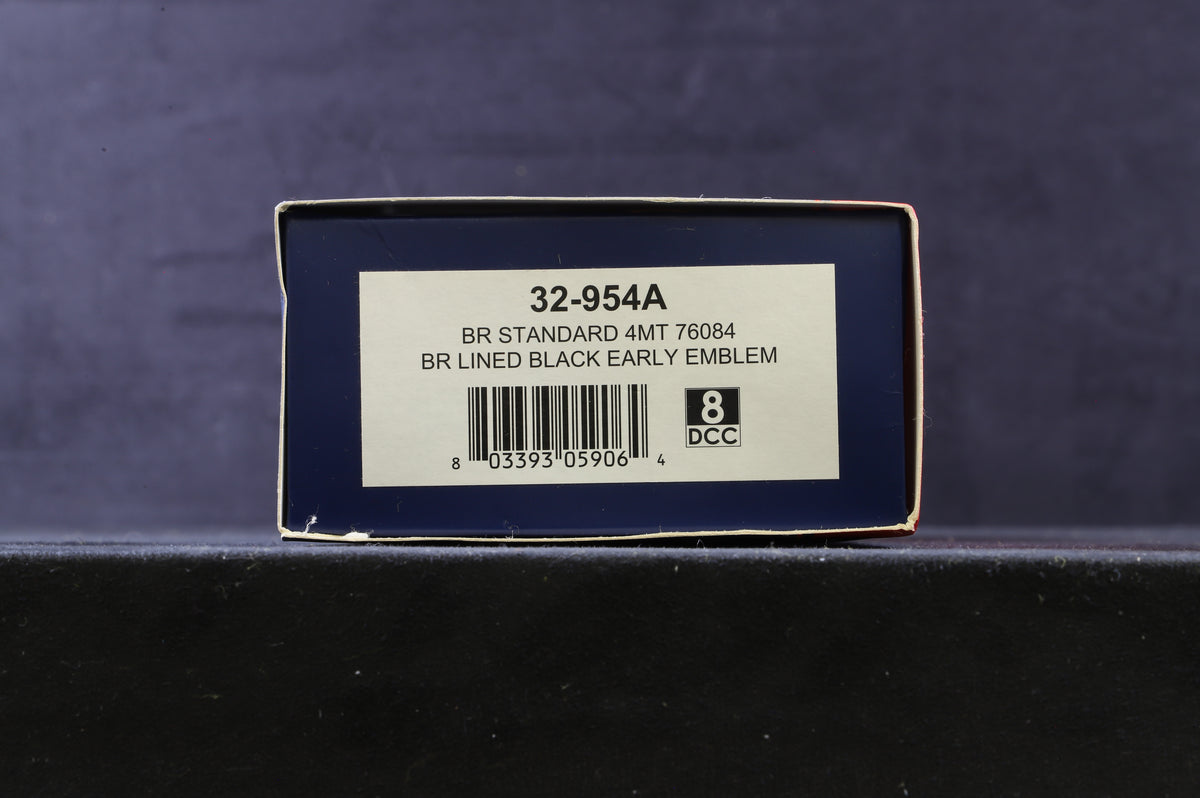 32-954A
BR STANDARD 4MT 76084
BR LINED BLACK EARLY EMBLEM
8 03393 05906 4
8
DCC